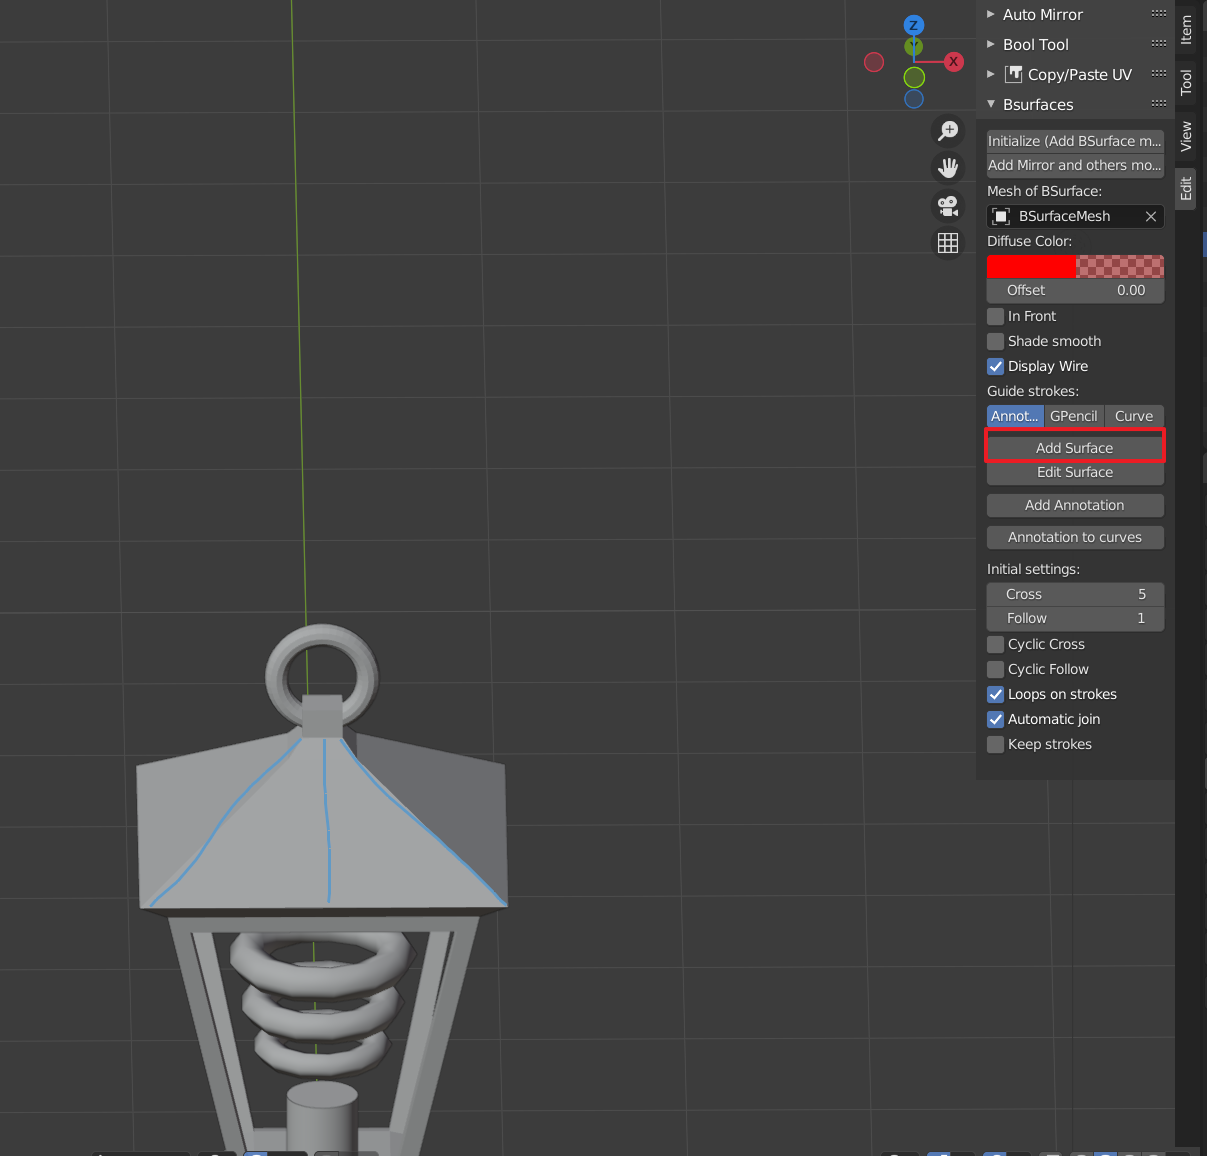 Z
X
Auto Mirror
Bool Tool
Copy/Paste UV
Bsurfaces
Initialize (Add BSurface m...
Add Mirror and others mo...
Mesh of BSurface:
BSurfaceMesh
Diffuse Color:
Offset 0.00
In Front
Shade smooth
Display Wire
Guide strokes:
Annot... GPencil Curve
Add Surface
Edit Surface
Add Annotation
Annotation to curves
Initial settings:
Cross 5
Follow 1
Cyclic Cross
Cyclic Follow
Loops on strokes
Automatic join
Keep strokes
Item
Tool
View
Edit